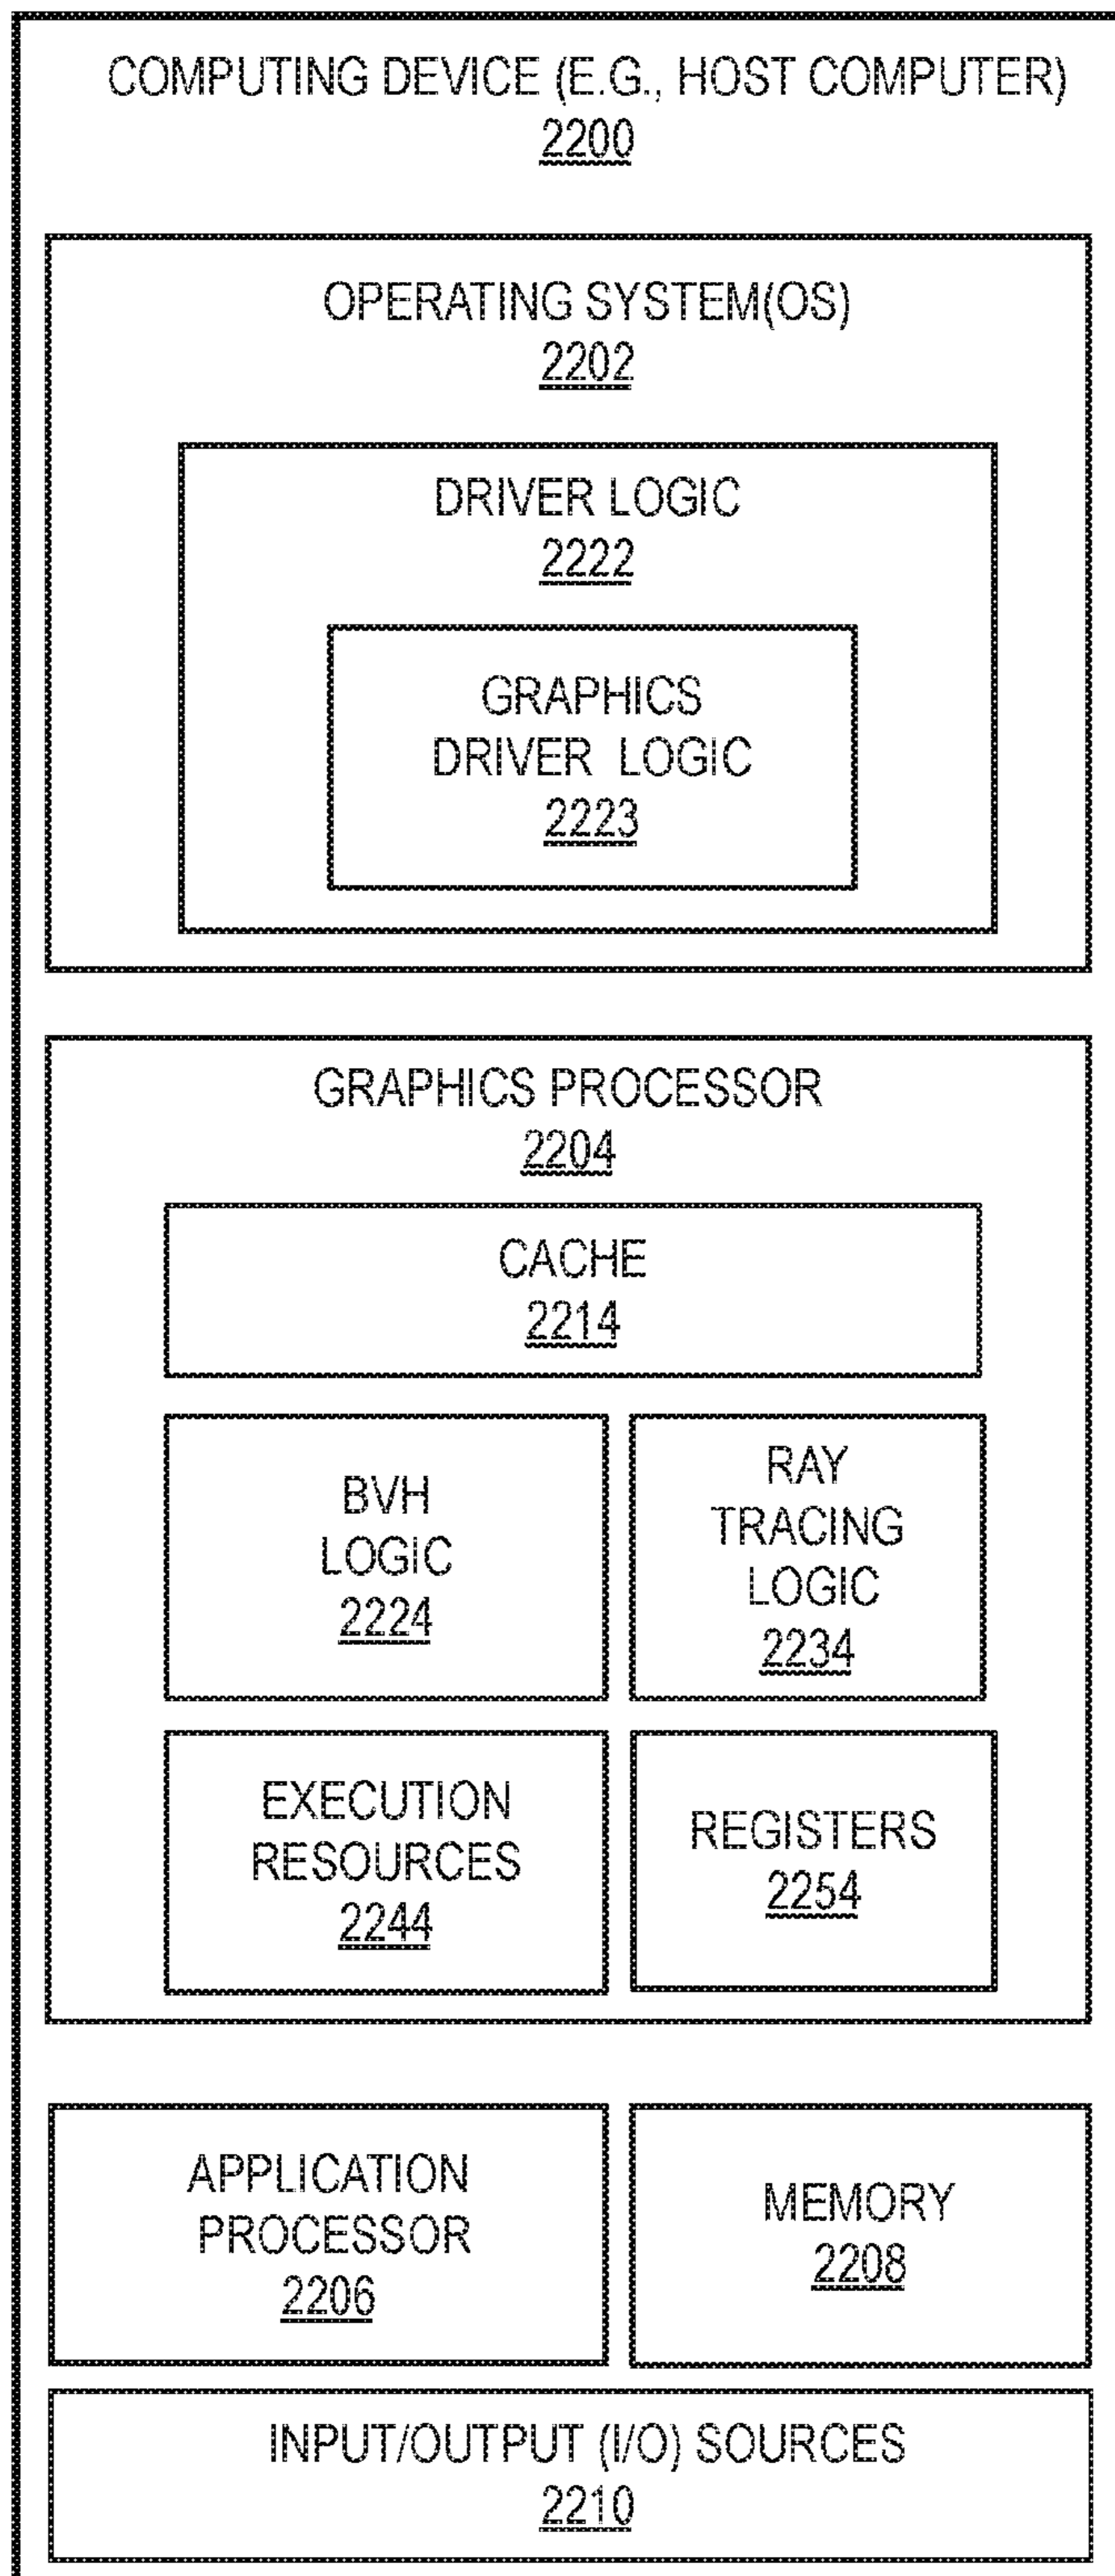 COMPUTING DEVICE (E.G., HOST COMPUTER)
2200
OPERATING SYSTEM(OS)
2202
DRIVER LOGIC
2222
GRAPHICS
DRIVER LOGIC
2223
GRAPHICS PROCESSOR
2204
CACHE
2214
BVH
LOGIC
2224
RAY
TRACING
LOGIC
2234
EXECUTION
RESOURCES
2244
REGISTERS
2254
APPLICATION
PROCESSOR
2206
MEMORY
2208
INPUT/OUTPUT (I/O) SOURCES
2210